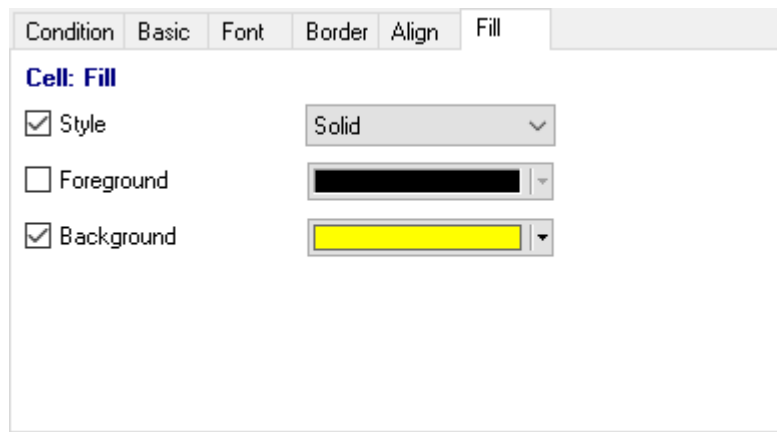 Condition Basic Font Border Align Fill
Cell: Fill
Style Solid
Foreground
Background